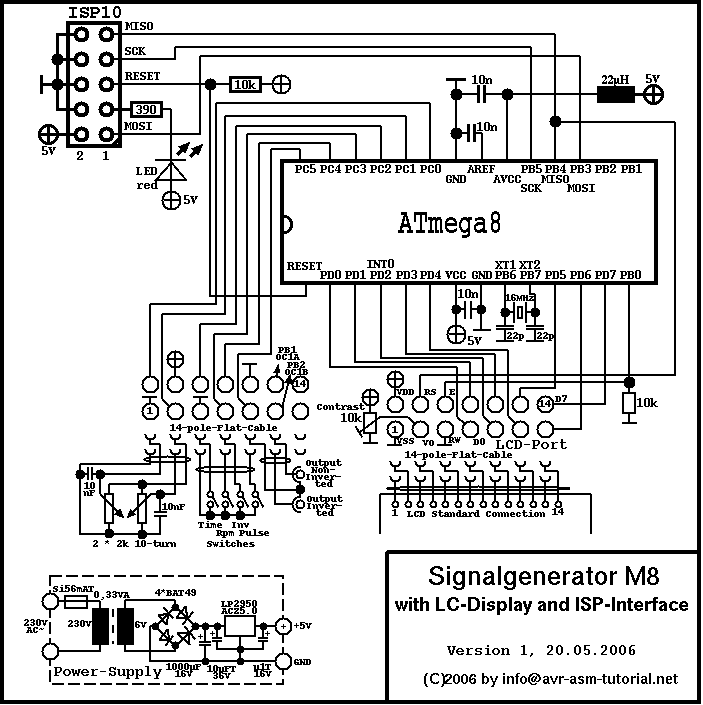 ISP10
MISO
SCK
RESET
390
MOSI
5V
2 1
10k
LED
red
5V
10n
22µH
5V
10n
PC5 PC4 PC3 PC2 PC1 PC0
GND
AREF
AVCC
PB5 PB4 PB3 PB2 PB1
SCK
MISO
MOSI
ATmega8
RESET
INT0
XT1 XT2
PD0 PD1 PD2 PD3 PD4 VCC GND PB6 PB7 PD5 PD6 PD7 PB0
10n
16MHz
5V
22p
22p
PB1
OC1A
PB2
OC1B
14
1
14-pole-Flat-Cable
VDD
RS
E
14
D7
Contrast
10k
1
VSS
VO
RW
D0
LCD-Port
14-pole-Flat-Cable
10k
10
nF
10nF
2 * 2k 10-turn
Time
Inv
Rpm
Pulse
Switches
Output
Non-
Inver-
ted
Output
Inver-
ted
1 LCD Standard Connection 14
Si56mAT
0,33VA
4*BAT49
LP2950
AC25.0
+
+5V
230V
AC~
230V
6V
GND
1000µF
16V
10µFT
36V
µ1T
16V
Power-Supply
Signalgenerator M8
with LC-Display and ISP-Interface
Version 1, 20.05.2006
(C)2006 by info@avr-asm-tutorial.net